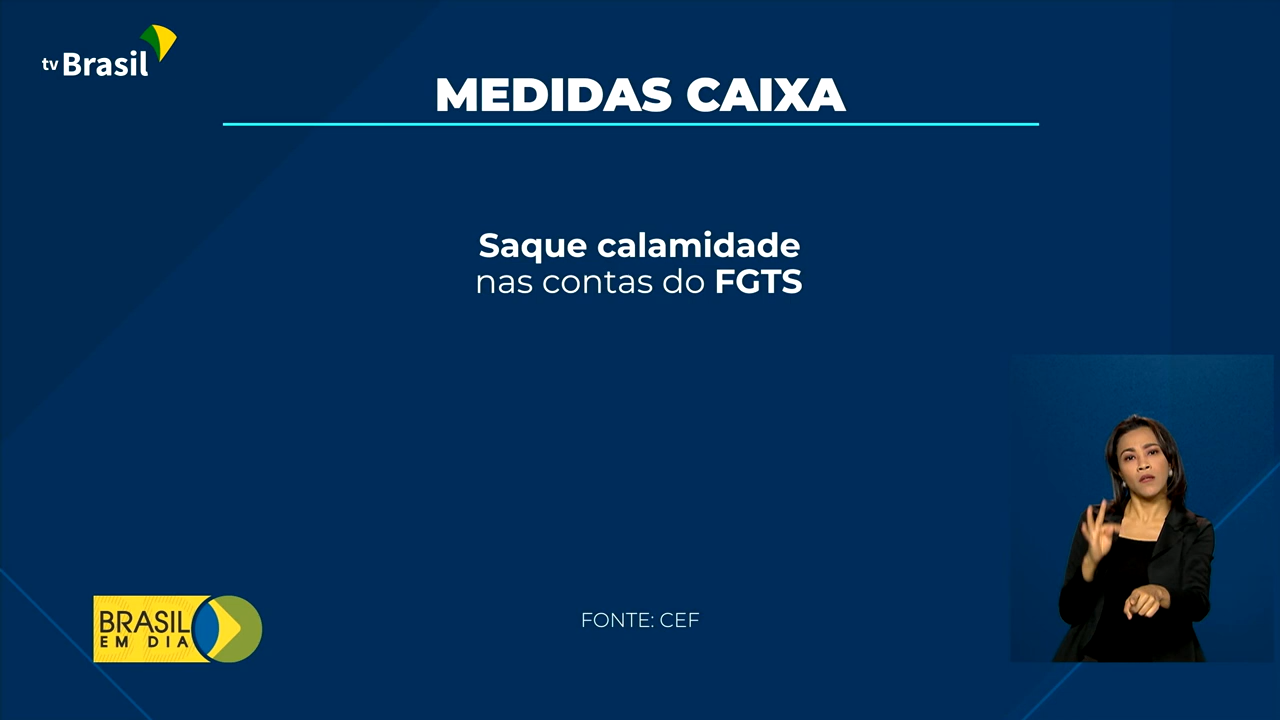 tv Brasil
MEDIDAS CAIXA
Saque calamidade
nas contas do FGTS
FONTE: CEF
BRASIL
EM DIA